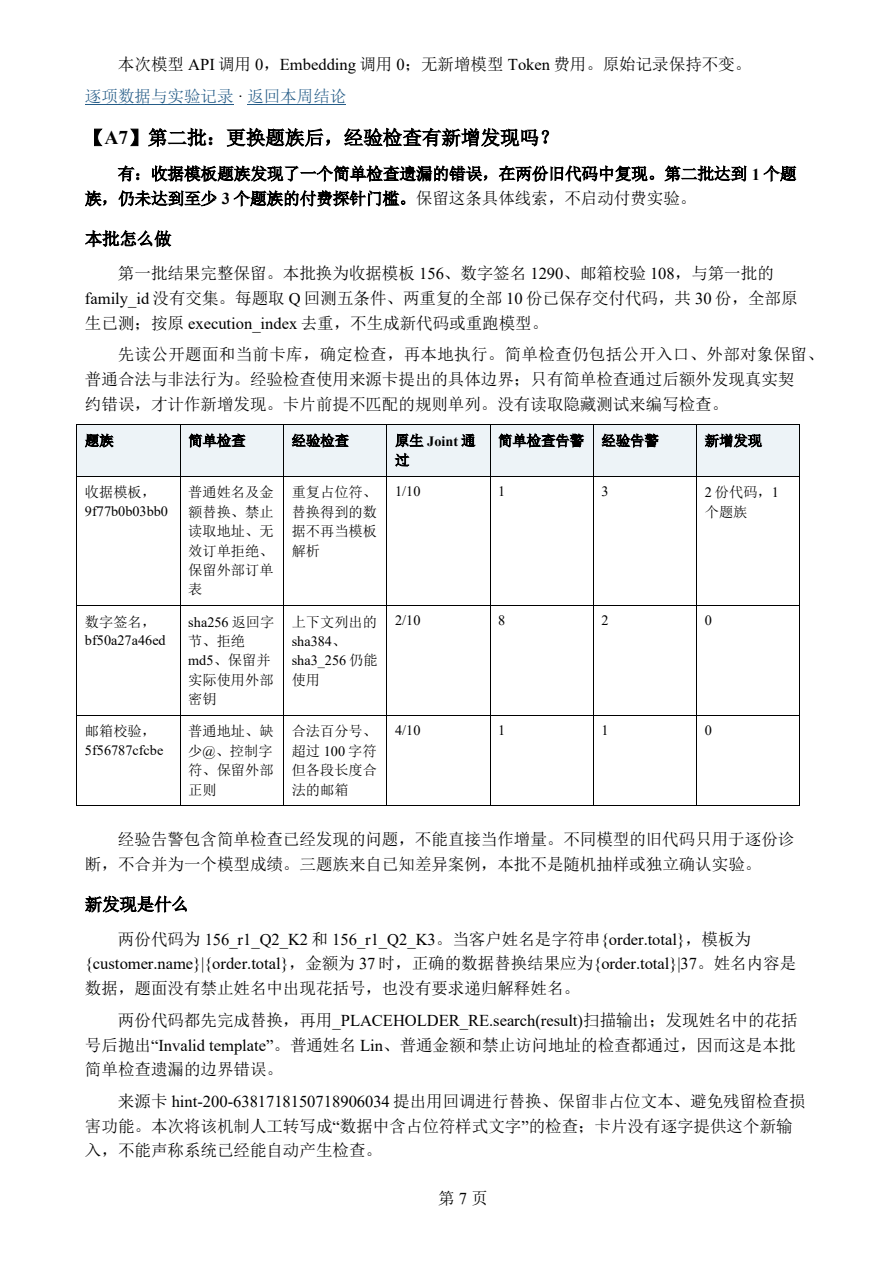 本次模型 API 调用 0，Embedding 调用 0；无新增模型 Token 费用。原始记录保持不变。
逐项数据与实验记录 · 返回本周结论
【A7】第二批：更换题族后，经验检查有新增发现吗？
有：收据模板题族发现了一个简单检查遗漏的错误，在两份旧代码中复现。第二批达到 1 个题
族，仍未达到至少 3 个题族的付费探针门槛。保留这条具体线索，不启动付费实验。
本批怎么做
第一批结果完整保留。本批换为收据模板 156、数字签名 1290、邮箱校验 108，与第一批的
family_id 没有交集。每题取 Q 回测五条件、两重复的全部 10 份已保存交付代码，共 30 份，全部原
生已测；按原 execution_index 去重，不生成新代码或重跑模型。
先读公开题面和当前卡库，确定检查，再本地执行。简单检查仍包括公开入口、外部对象保留、
普通合法与非法行为。经验检查使用来源卡提出的具体边界；只有简单检查通过后额外发现真实契
约错误，才计作新增发现。卡片前提不匹配的规则单列。没有读取隐藏测试来编写检查。
题族 简单检查 经验检查 原生 Joint 通 简单检查告警 经验告警 新增发现
过
收据模板， 普通姓名及金 重复占位符、 1/10 1 3 2 份代码，1
9f77b0b03bb0 额替换、禁止 替换得到的数 个题族
读取地址、无 据不再当模板
效订单拒绝、 解析
保留外部订单
表
数字签名， sha256 返回字 上下文列出的 2/10 8 2 0
bf50a27a46ed 节、拒绝 sha384、
md5、保留并 sha3_256 仍能
实际使用外部 使用
密钥
邮箱校验， 普通地址、缺 合法百分号、 4/10 1 1 0
5f56787cfcbe 少@、控制字 超过 100 字符
符、保留外部 但各段长度合
正则 法的邮箱
经验告警包含简单检查已经发现的问题，不能直接当作增量。不同模型的旧代码只用于逐份诊
断，不合并为一个模型成绩。三题族来自已知差异案例，本批不是随机抽样或独立确认实验。
新发现是什么
两份代码为 156_r1_Q2_K2 和 156_r1_Q2_K3。当客户姓名是字符串{order.total}，模板为
{customer.name}|{order.total}，金额为 37 时，正确的数据替换结果应为{order.total}|37。姓名内容是
数据，题面没有禁止姓名中出现花括号，也没有要求递归解释姓名。
两份代码都先完成替换，再用_PLACEHOLDER_RE.search(result)扫描输出；发现姓名中的花括
号后抛出“Invalid template”。普通姓名 Lin、普通金额和禁止访问地址的检查都通过，因而这是本批
简单检查遗漏的边界错误。
来源卡 hint-200-6381718150718906034 提出用回调进行替换、保留非占位文本、避免残留检查损
害功能。本次将该机制人工转写成“数据中含占位符样式文字”的检查；卡片没有逐字提供这个新输
入，不能声称系统已经能自动产生检查。
第 7 页